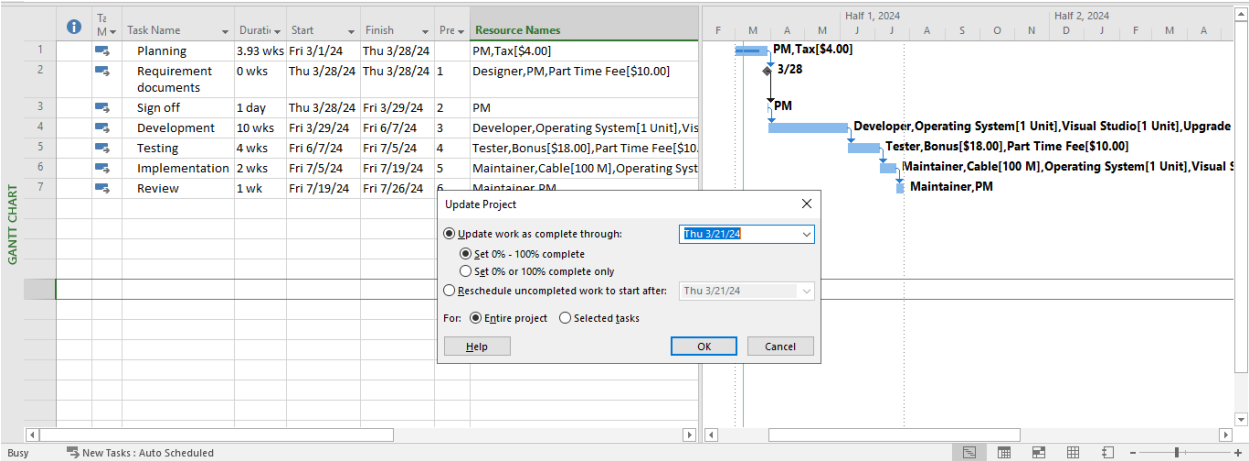 Half 1, 2024 Half 2, 2024
Ta
M Task Name Durati Start Finish Pre Resource Names F M A M J J A S O N D J F M A
1 Planning 3.93 wks Fri 3/1/24 Thu 3/28/24 PM,Tax[$4.00] PM,Tax[$4.00]
2 Requirement 0 wks Thu 3/28/24 Thu 3/28/24 1 Designer,PM,Part Time Fee[$10.00] 3/28
documents
3 Sign off 1 day Thu 3/28/24 Fri 3/29/24 2 PM PM
4 Development 10 wks Fri 3/29/24 Fri 6/7/24 3 Developer,Operating System[1 Unit],Vis Developer,Operating System[1 Unit],Visual Studio[1 Unit],Upgrade
5 Testing 4 wks Fri 6/7/24 Fri 7/5/24 4 Tester,Bonus[$18.00],Part Time Fee[$10. Tester,Bonus[$18.00],Part Time Fee[$10.00]
6 Implementation 2 wks Fri 7/5/24 Fri 7/19/24 5 Maintainer,Cable[100 M],Operating Syst Maintainer,Cable[100 M],Operating System[1 Unit],Visual S
7 Review 1 wk Fri 7/19/24 Fri 7/26/24 6 Maintainer,PM Maintainer,PM
GANTT CHART
Update Project
Update work as complete through: Thu 3/21/24
Set 0% - 100% complete
Set 0% or 100% complete only
Reschedule uncompleted work to start after: Thu 3/21/24
For: Entire project Selected tasks
Help OK Cancel
Busy New Tasks : Auto Scheduled